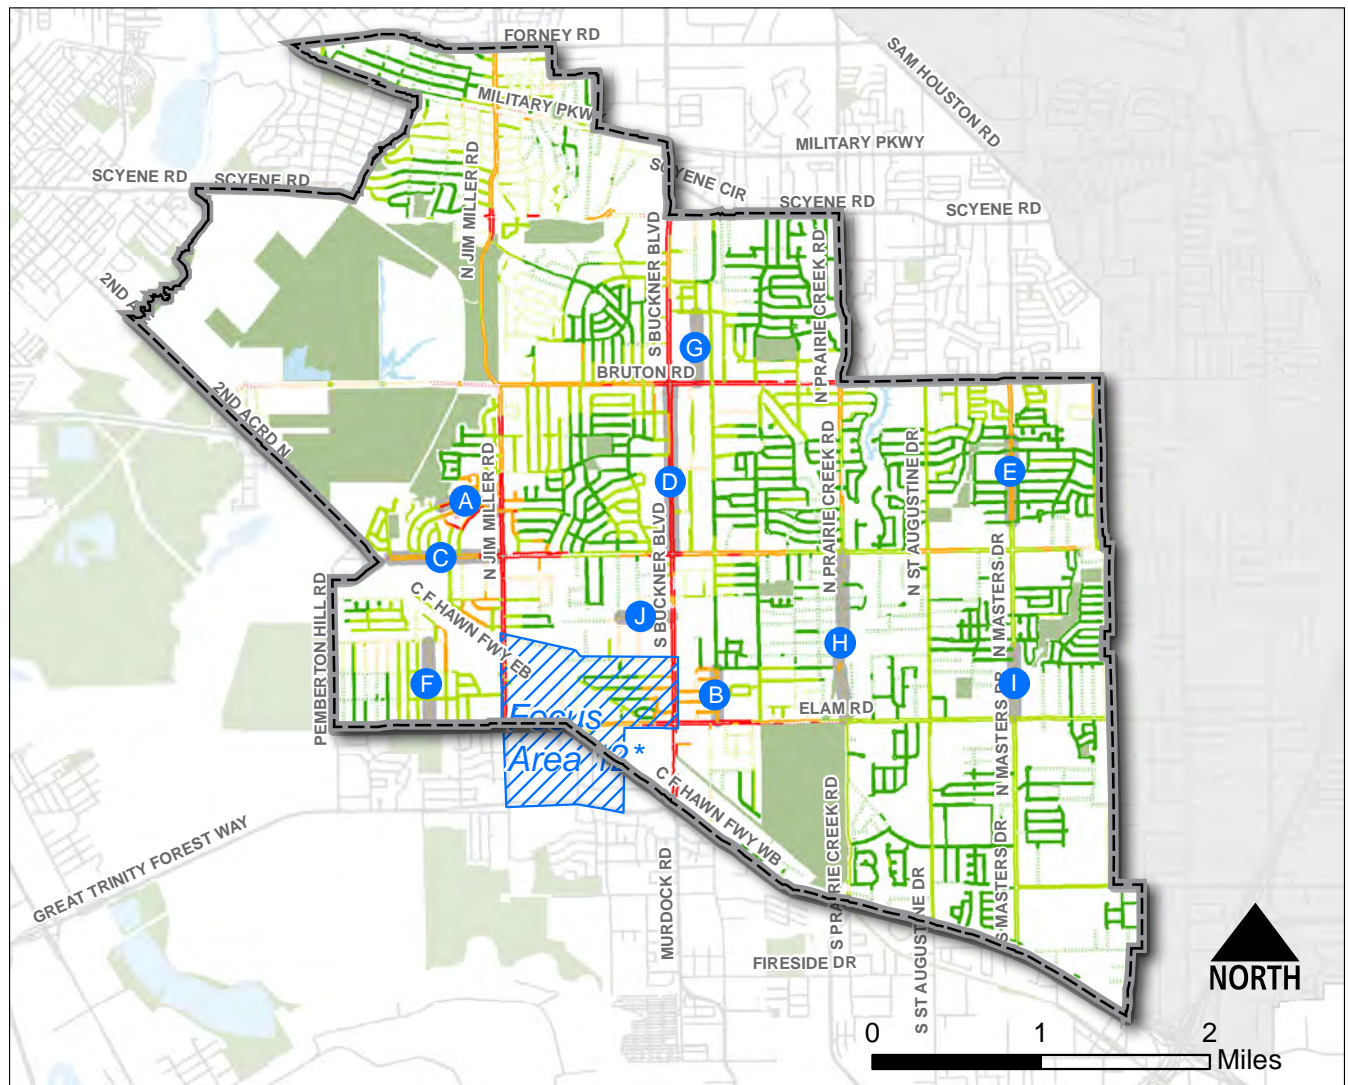 FORNEY RD
SAM HOUSTON RD
MILITARY PKW
MILITARY PKWY
SCYENE RD
SCYENE RD
SCYENE CIR
SCYENE RD
SCYENE RD
N JIM MILLER RD
S BUCKNER BLVD
N PRAIRIE CREEK RD
2ND A
G
BRUTON RD
2ND ACRD N
N JIM MILLER RD
N PRAIRIE CREEK RD
N ST AUGUSTINE DR
E
D
A
S BUCKNER BLVD
N MASTERS DR
C
PEMBERTON HILL RD
C F HAWN FWY EB
J
H
F
B
I
ELAM RD
N MASTERS DR
Focus
Area 12*
C F HAWN FWY WB
S PRAIRIE CREEK RD
S MASTERS DR
S ST AUGUSTINE DR
GREAT TRINITY FOREST WAY
MURDOCK RD
FIRESIDE DR
NORTH
0 1 2
Miles